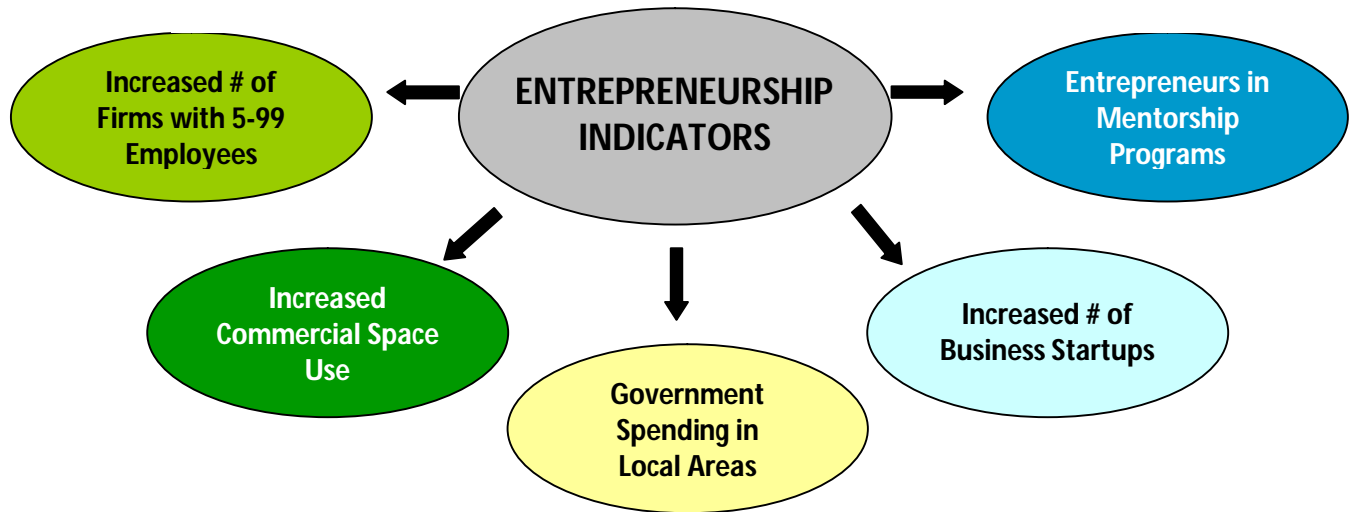 ENTREPRENEURSHIP
INDICATORS
Increased # of
Firms with 5-99
Employees
Entrepreneurs in
Mentorship
Programs
Increased
Commercial Space
Use
Increased # of
Business Startups
Government
Spending in
Local Areas